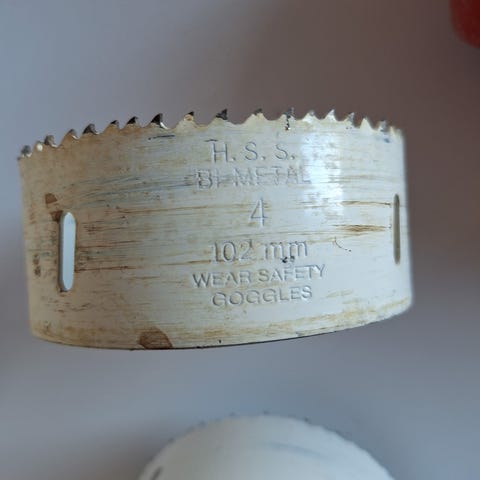 H. S. S.
BI-METAL
4
102 mm
WEAR SAFETY
GOGGLES